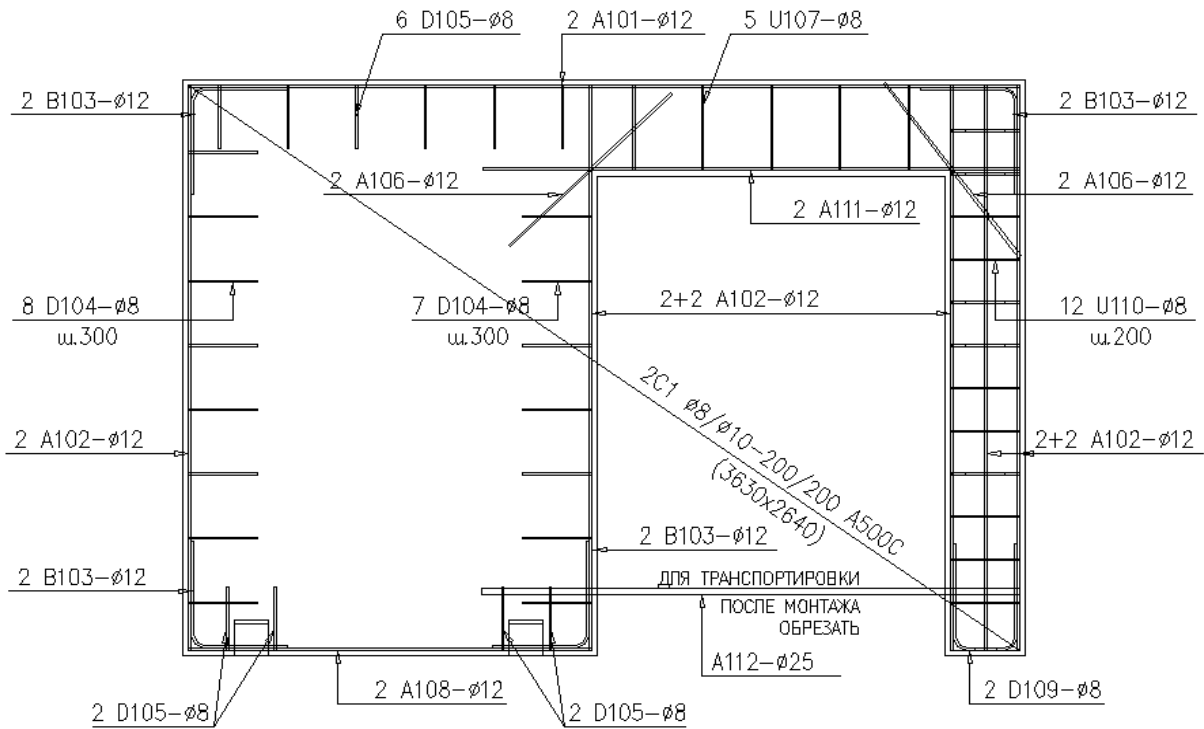 6 D105-ø8
2 A101-ø12
5 U107-ø8
2 B103-ø12
2 B103-ø12
2 A106-ø12
2 A106-ø12
2 A111-ø12
8 D104-ø8
ш.300
7 D104-ø8
ш.300
2+2 A102-ø12
12 U110-ø8
ш.200
2C1 ø8/ø10-200/200 A500C
(3630x2640)
2 A102-ø12
2+2 A102-ø12
2 B103-ø12
2 B103-ø12
ДЛЯ ТРАНСПОРТИРОВКИ
ПОСЛЕ МОНТАЖА
ОБРЕЗАТЬ
A112-ø25
2 A108-ø12
2 D109-ø8
2 D105-ø8
2 D105-ø8